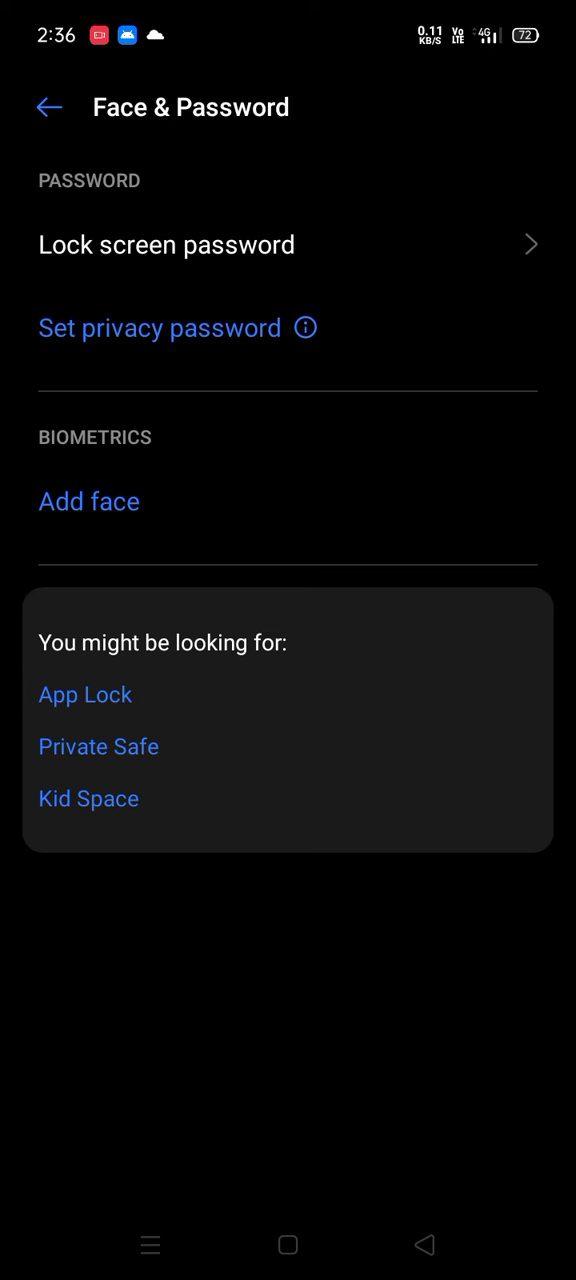 2:36
0.11 KB/S Vo LTE 4G 72
Face & Password
PASSWORD
Lock screen password
Set privacy password
BIOMETRICS
Add face
You might be looking for:
App Lock
Private Safe
Kid Space